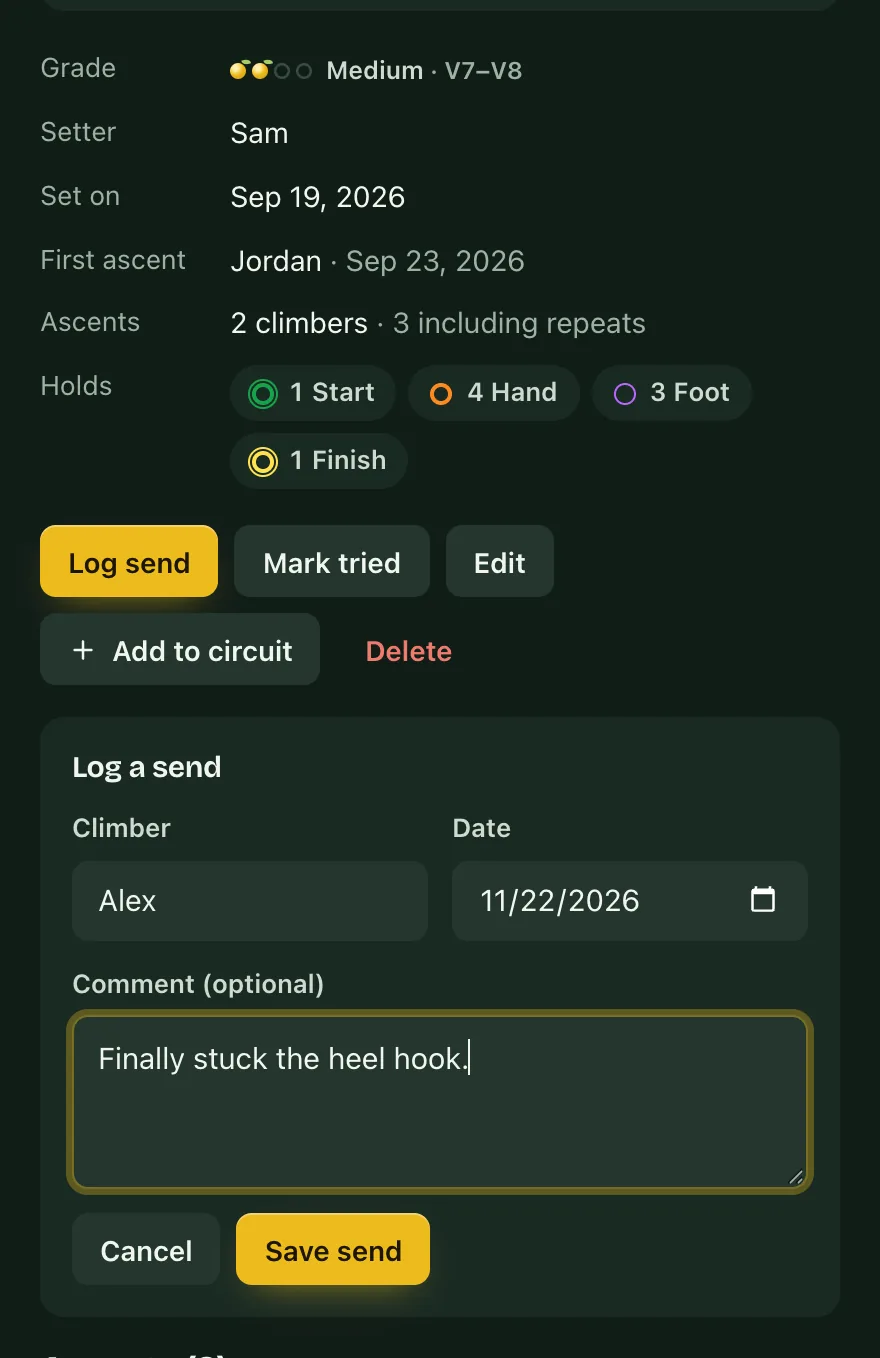 Grade Medium · V7–V8
Setter Sam
Set on Sep 19, 2026
First ascent Jordan · Sep 23, 2026
Ascents 2 climbers · 3 including repeats
Holds 1 Start 4 Hand 3 Foot
1 Finish
Log send Mark tried Edit
+ Add to circuit Delete
Log a send
Climber Date
Alex 11/22/2026
Comment (optional)
Finally stuck the heel hook.
Cancel Save send